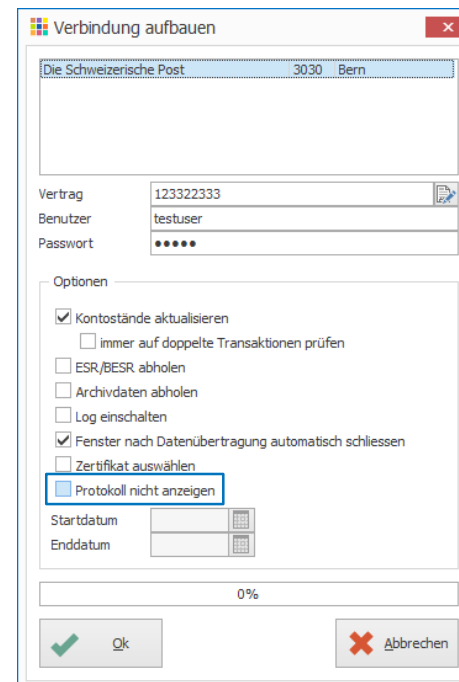 Verbindung aufbauen
Die Schweizerische Post 3030 Bern
Vertrag 123322333
Benutzer testuser
Passwort •••••
Optionen
Kontostände aktualisieren
immer auf doppelte Transaktionen prüfen
ESR/BESR abholen
Archivdaten abholen
Log einschalten
Fenster nach Datenübertragung automatisch schliessen
Zertifikat auswählen
Protokoll nicht anzeigen
Startdatum
Enddatum
0%
Ok Abbrechen